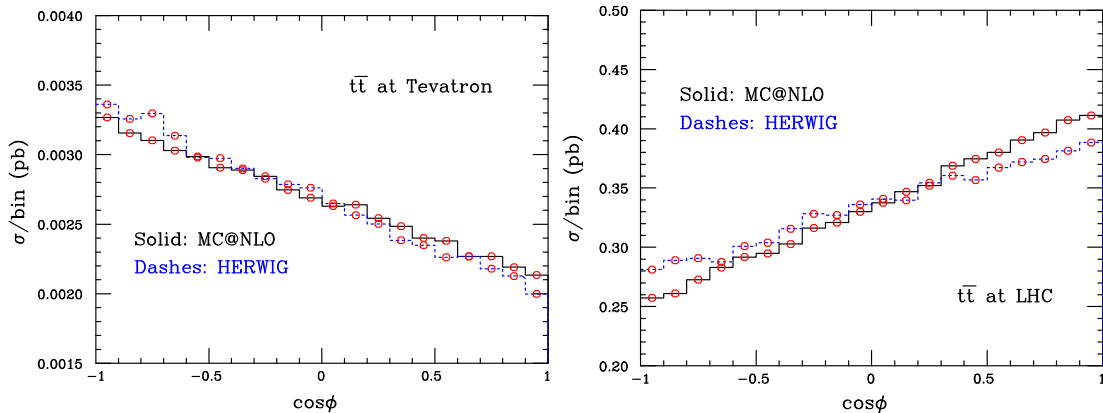 0.0040
0.0035
0.0030
0.0025
0.0020
0.0015
σ/bin (pb)
tt̅ at Tevatron
Solid: MC@NLO
Dashes: HERWIG
-1
-0.5
0
0.5
1
cosϕ
0.50
0.45
0.40
0.35
0.30
0.25
0.20
σ/bin (pb)
Solid: MC@NLO
Dashes: HERWIG
tt̅ at LHC
-1
-0.5
0
0.5
1
cosϕ